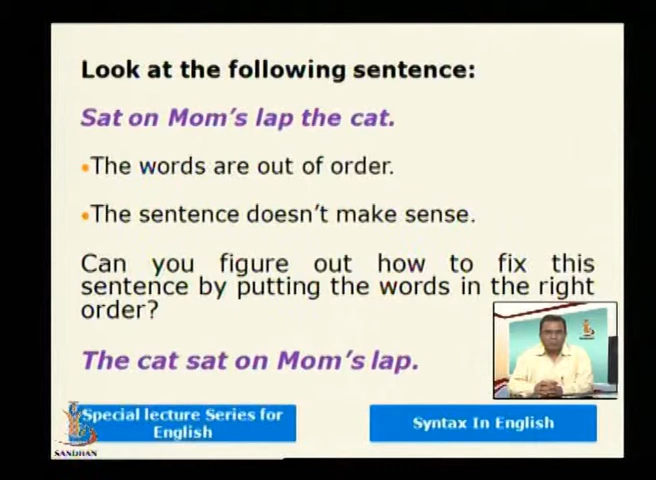 Look at the following sentence:
Sat on Mom's lap the cat.
•The words are out of order.
•The sentence doesn't make sense.
Can you figure out how to fix this
sentence by putting the words in the right
order?
The cat sat on Mom's lap.
Special lecture Series for
English
Syntax In English
SANDHAN